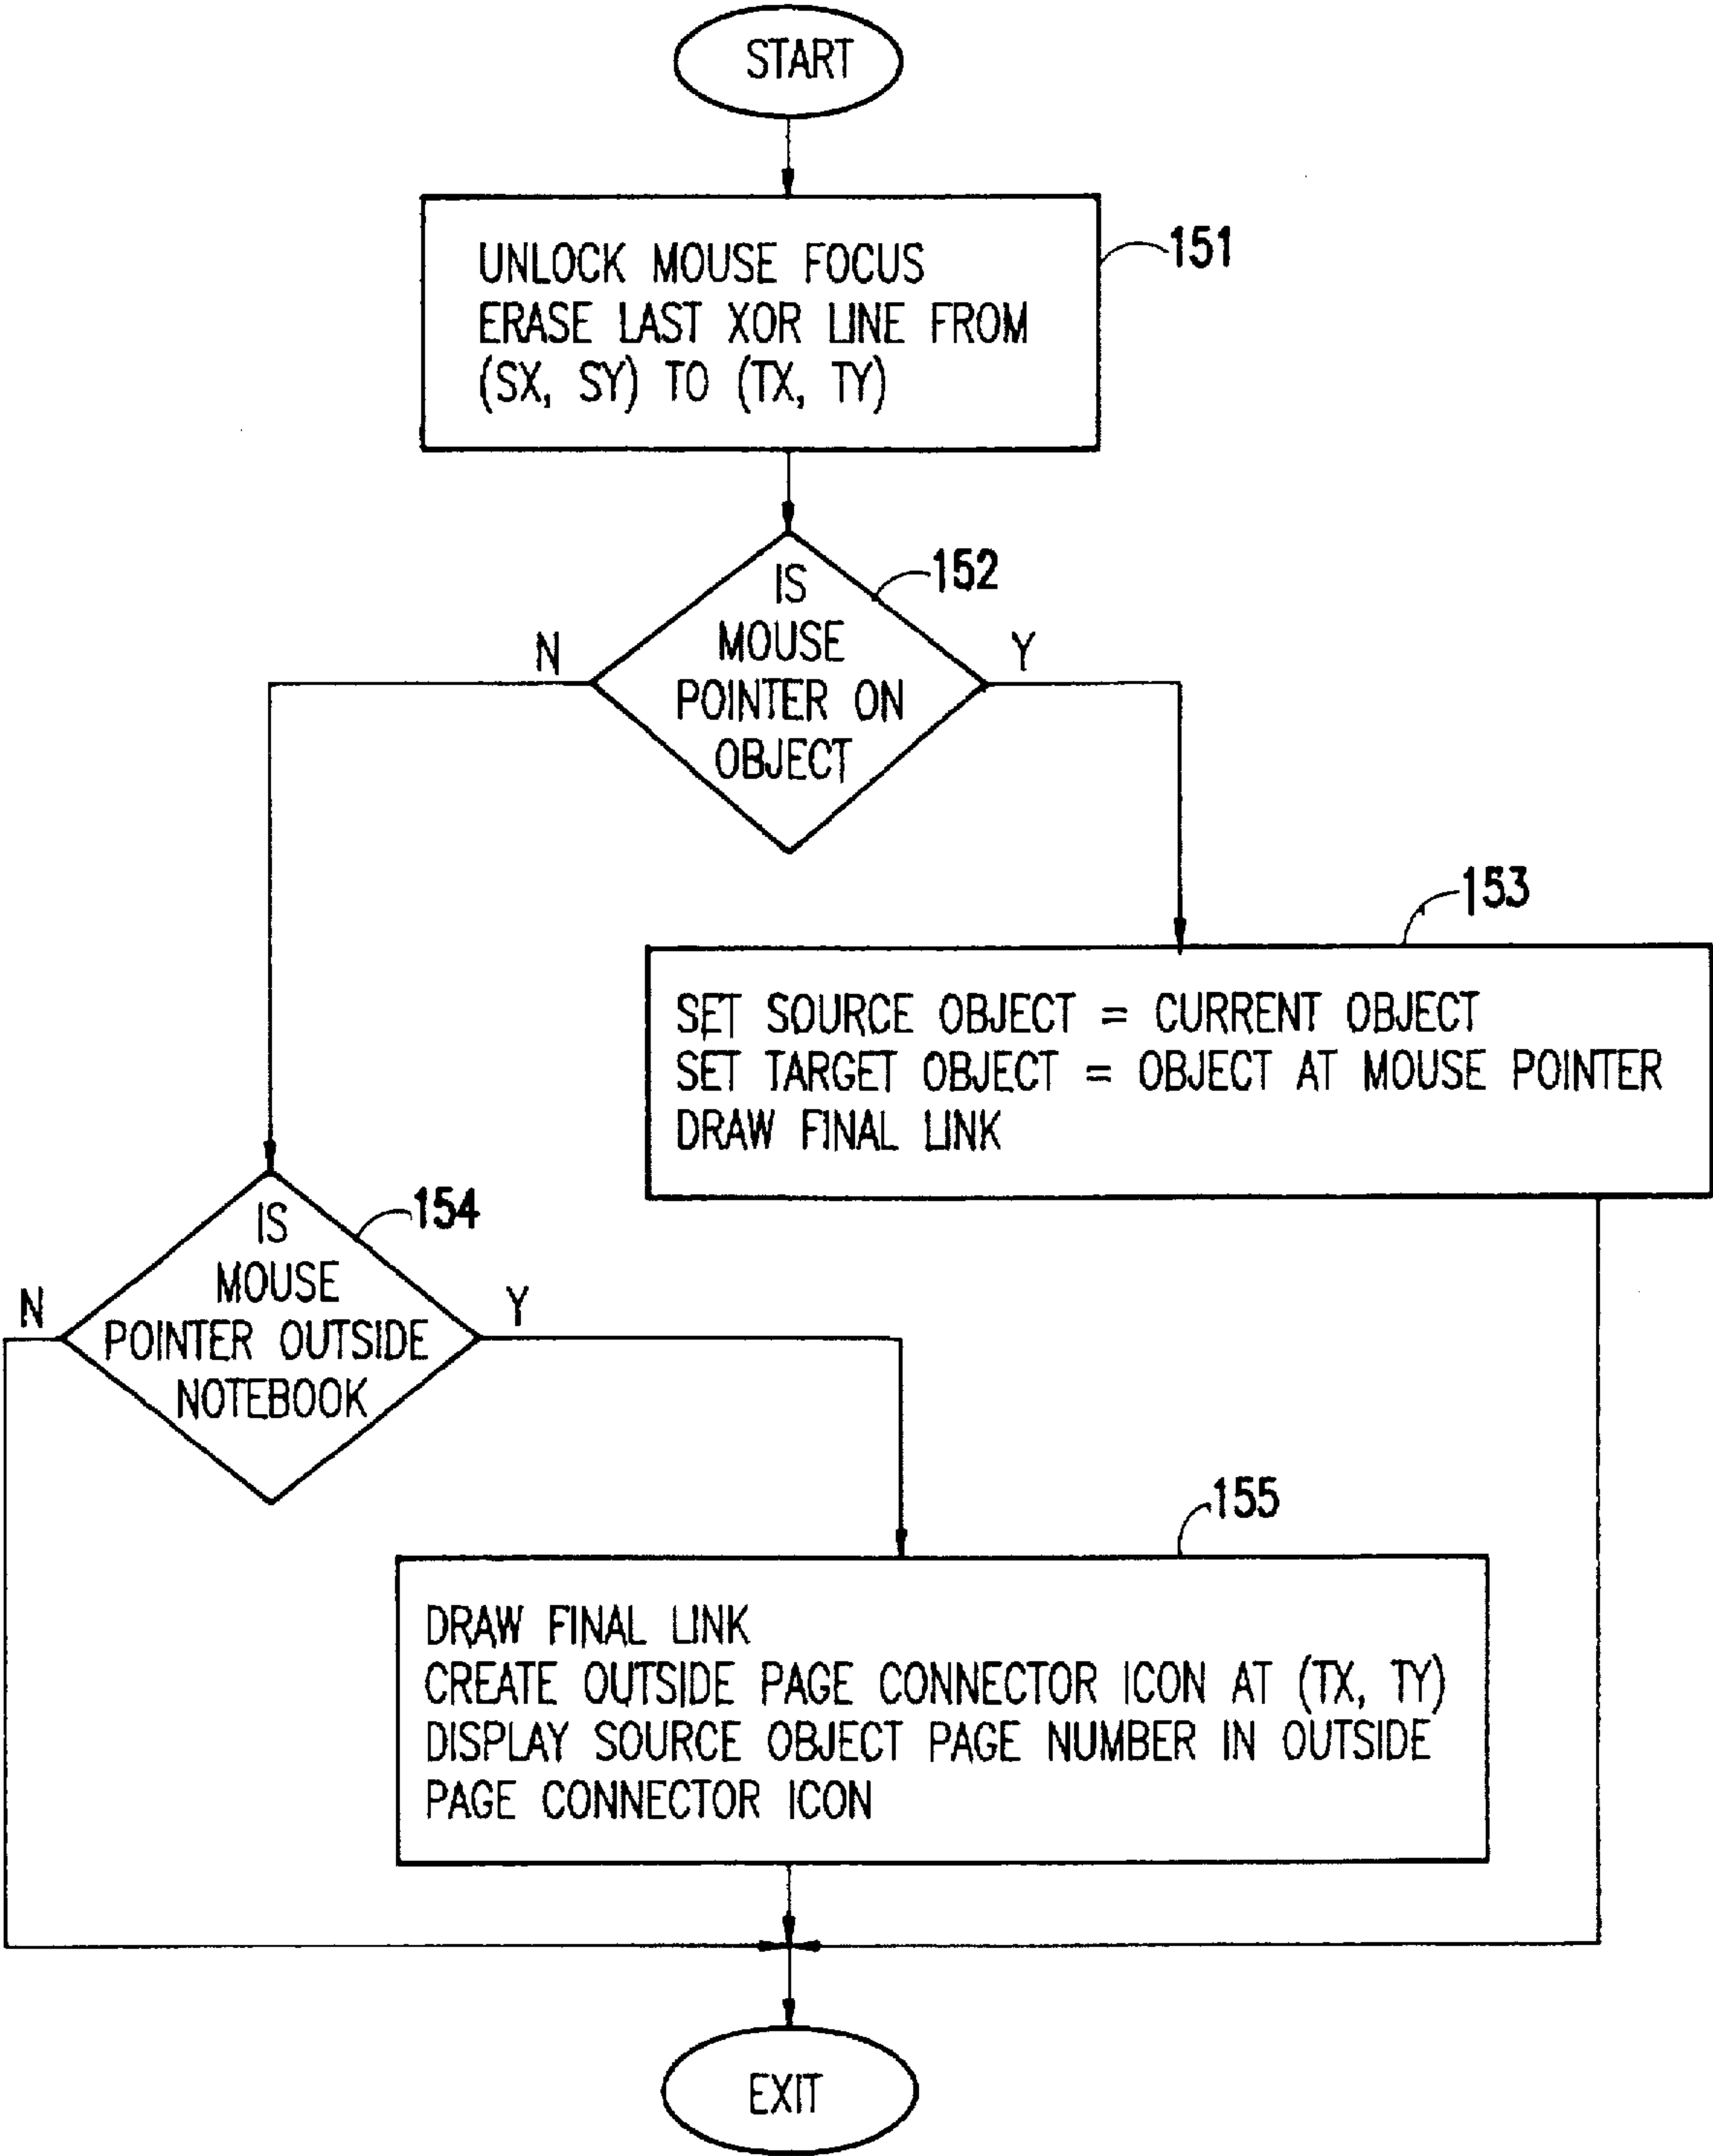 START
UNLOCK MOUSE FOCUS
ERASE LAST XOR LINE FROM
(SX, SY) TO (TX, TY)
151
IS
MOUSE
POINTER ON
OBJECT
152
N
Y
153
SET SOURCE OBJECT = CURRENT OBJECT
SET TARGET OBJECT = OBJECT AT MOUSE POINTER
DRAW FINAL LINK
IS
MOUSE
POINTER OUTSIDE
NOTEBOOK
154
N
Y
155
DRAW FINAL LINK
CREATE OUTSIDE PAGE CONNECTOR ICON AT (TX, TY)
DISPLAY SOURCE OBJECT PAGE NUMBER IN OUTSIDE
PAGE CONNECTOR ICON
EXIT